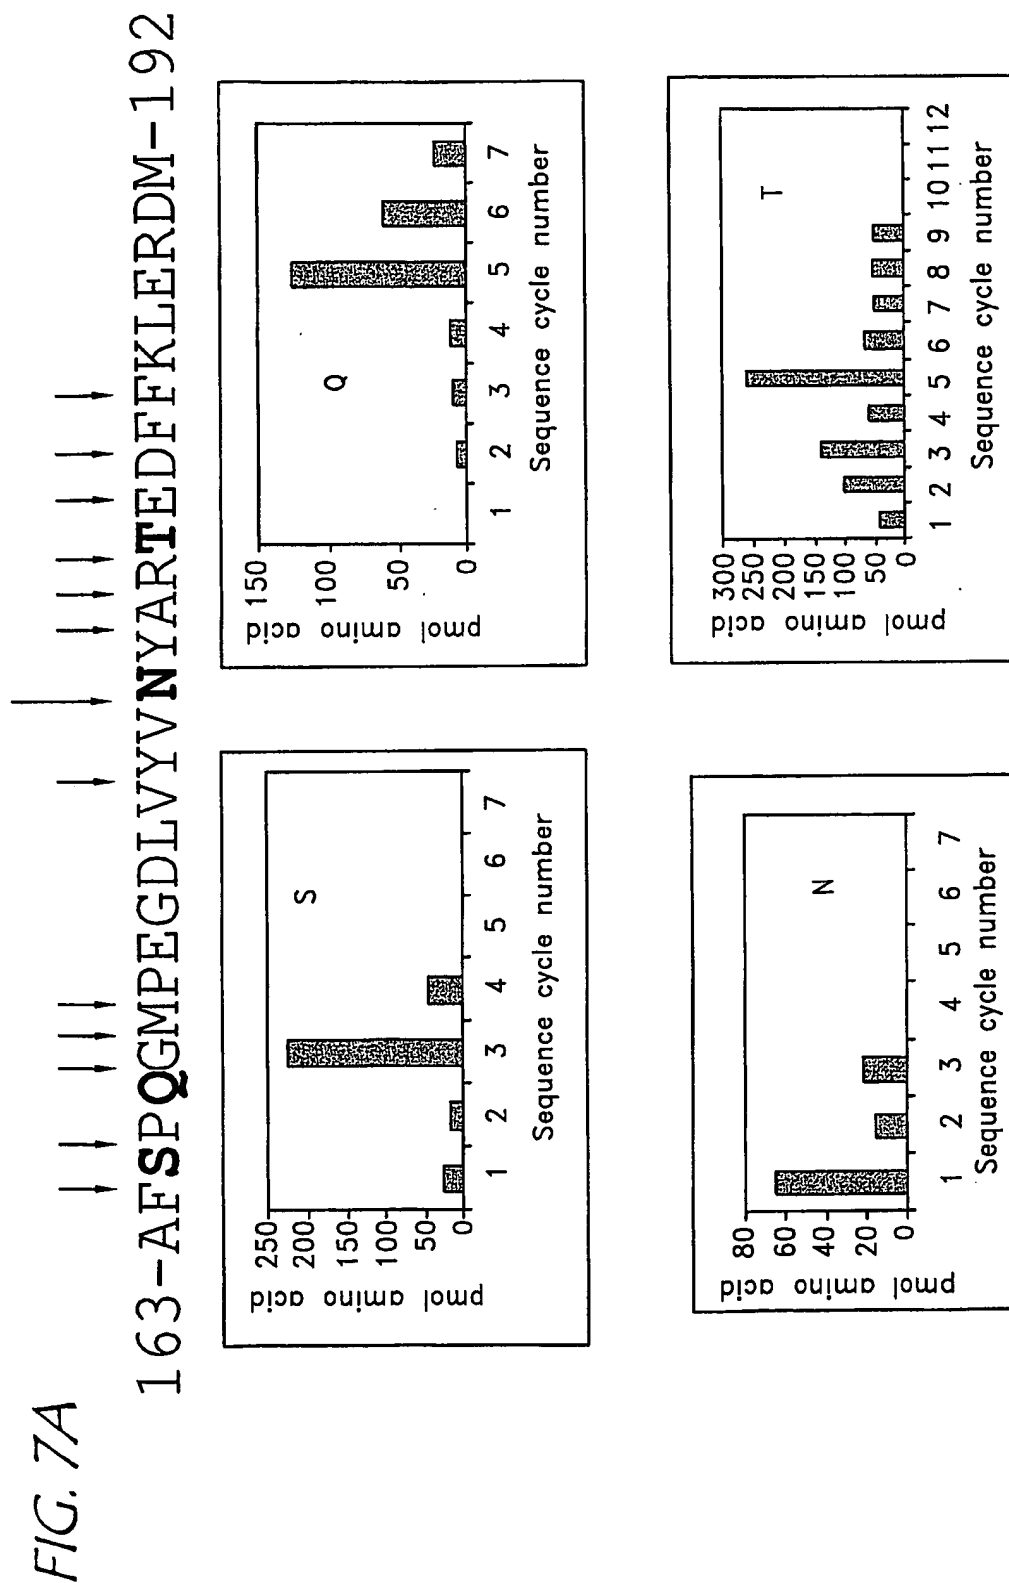 FIG. 7A
163-AFSPQGMPEGDLVYVNYARTEDFFKLERDM-192
pmol amino acid
250
200
150
100
50
0
S
1 2 3 4 5 6 7
Sequence cycle number
pmol amino acid
150
100
50
0
Q
1 2 3 4 5 6 7
Sequence cycle number
pmol amino acid
80
60
40
20
0
N
1 2 3 4 5 6 7
Sequence cycle number
pmol amino acid
300
250
200
150
100
50
0
T
1 2 3 4 5 6 7 8 9 10 11 12
Sequence cycle number